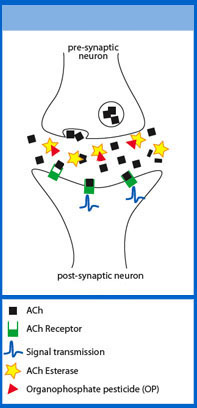 pre-synaptic
neuron
post-synaptic neuron
ACh
ACh Receptor
Signal transmission
ACh Esterase
Organophosphate pesticide (OP)